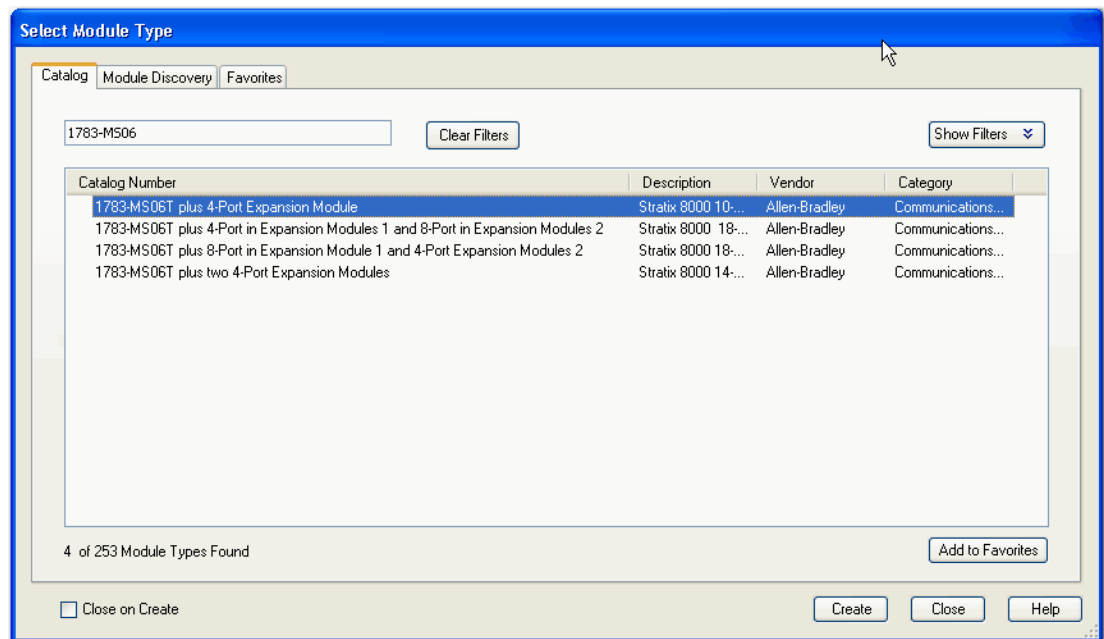 Select Module Type
Catalog Module Discovery Favorites
1783-MS06 Clear Filters Show Filters
Catalog Number Description Vendor Category
1783-MS06T plus 4-Port Expansion Module Stratix 8000 10-... Allen-Bradley Communications...
1783-MS06T plus 4-Port in Expansion Modules 1 and 8-Port in Expansion Modules 2 Stratix 8000 18-... Allen-Bradley Communications...
1783-MS06T plus 8-Port in Expansion Module 1 and 4-Port Expansion Modules 2 Stratix 8000 18-... Allen-Bradley Communications...
1783-MS06T plus two 4-Port Expansion Modules Stratix 8000 14-... Allen-Bradley Communications...
4 of 253 Module Types Found Add to Favorites
Close on Create Create Close Help